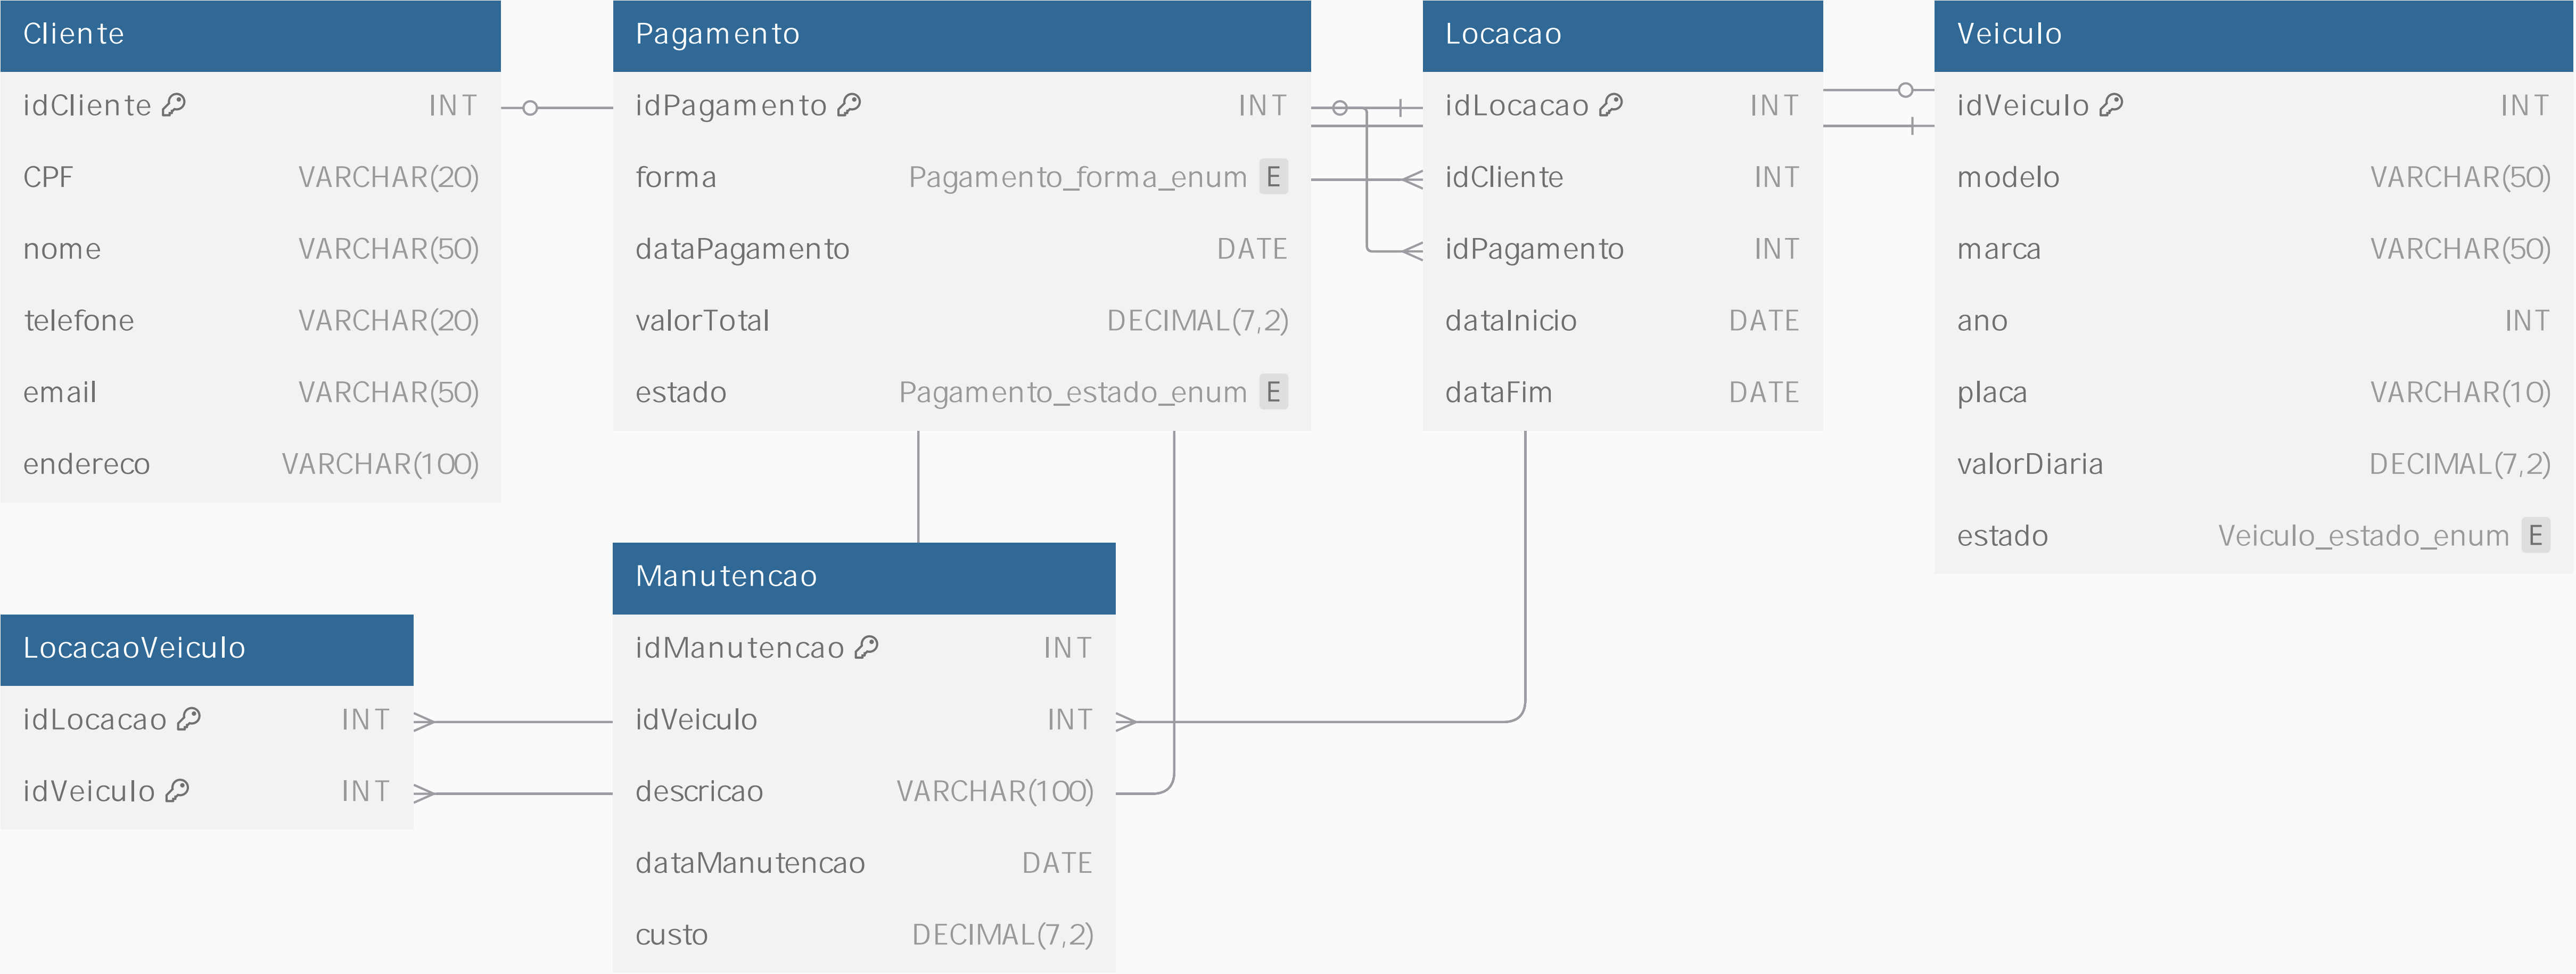 Cliente
idCliente INT
CPF VARCHAR(20)
nome VARCHAR(50)
telefone VARCHAR(20)
email VARCHAR(50)
endereco VARCHAR(100)
Pagamento
idPagamento INT
forma Pagamento_forma_enum E
dataPagamento DATE
valorTotal DECIMAL(7,2)
estado Pagamento_estado_enum E
Locacao
idLocacao INT
idCliente INT
idPagamento INT
dataInicio DATE
dataFim DATE
Veiculo
idVeiculo INT
modelo VARCHAR(50)
marca VARCHAR(50)
ano INT
placa VARCHAR(10)
valorDiaria DECIMAL(7,2)
estado Veiculo_estado_enum E
LocacaoVeiculo
idLocacao INT
idVeiculo INT
Manutencao
idManutencao INT
idVeiculo INT
descricao VARCHAR(100)
dataManutencao DATE
custo DECIMAL(7,2)